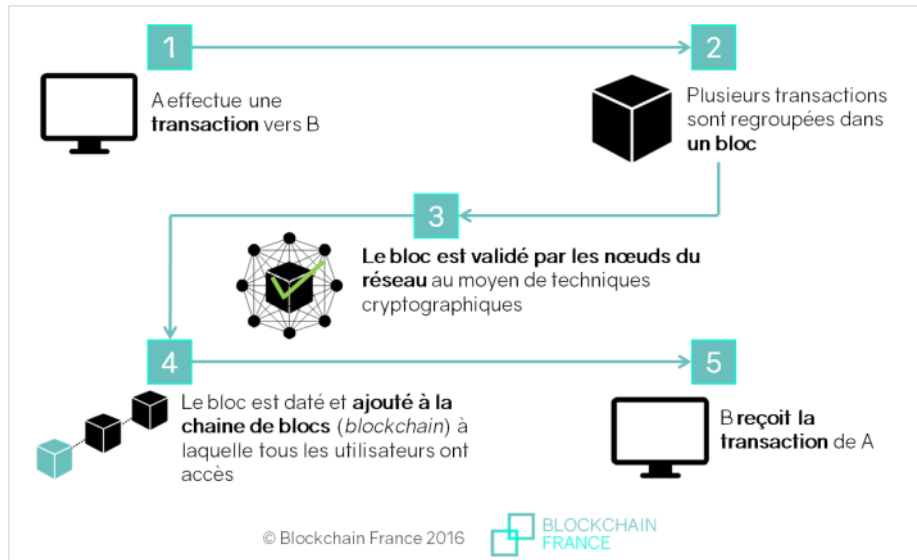 1
A effectue une
transaction vers B
2
Plusieurs transactions
sont regroupées dans
un bloc
3
Le bloc est validé par les nœuds du
réseau au moyen de techniques
cryptographiques
4
Le bloc est daté et ajouté à la
chaine de blocs (blockchain) à
laquelle tous les utilisateurs ont
accès
5
B reçoit la
transaction de A
© Blockchain France 2016
BLOCKCHAIN
FRANCE